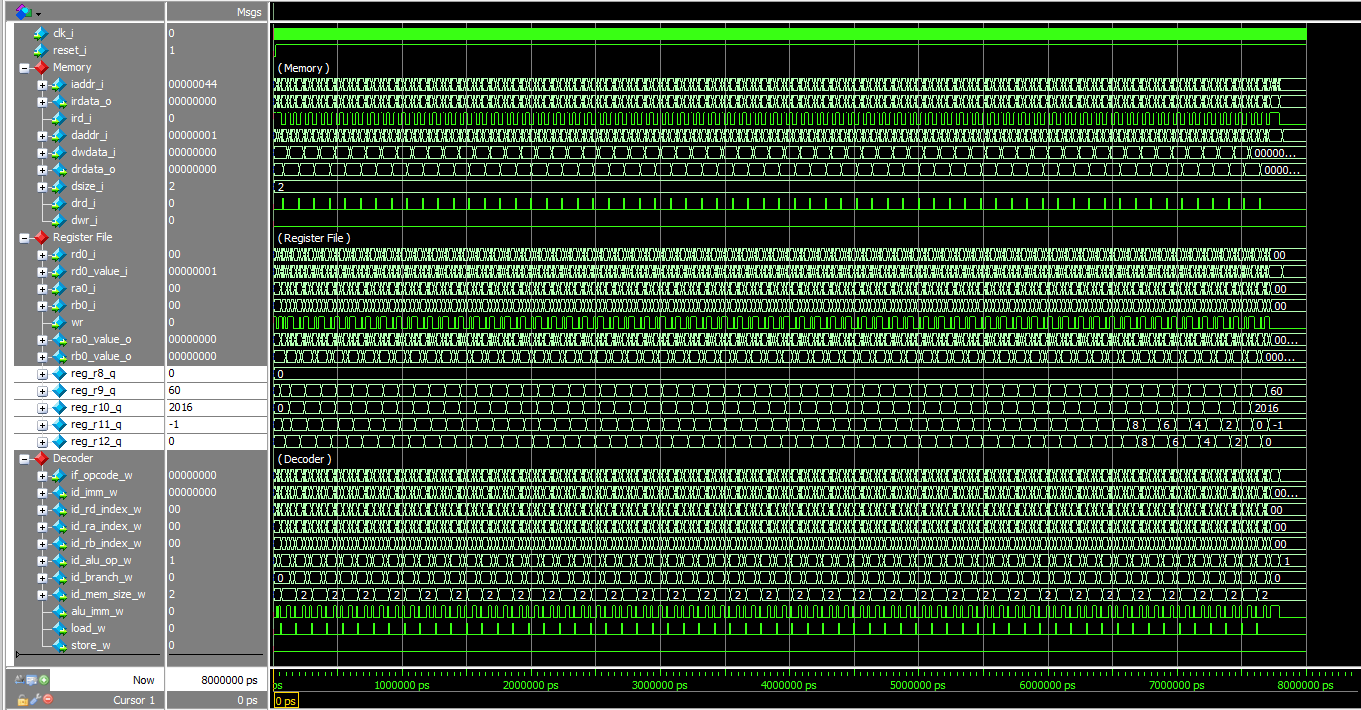 Msgs
clk_i 0
reset_i 1
Memory ( Memory )
iaddr_i 00000044
irdata_o 00000000
ird_i 0
daddr_i 00000001
dwdata_i 00000000 00000...
drdata_o 00000000 0000...
dsize_i 2 2
drd_i 0
dwr_i 0
Register File ( Register File )
rd0_i 00 00
rd0_value_i 00000001
ra0_i 00 00
rb0_i 00 00
wr 0
ra0_value_o 00000000 00...
rb0_value_o 00000000 000...
reg_r8_q 0 0
reg_r9_q 60 60
reg_r10_q 2016 0 2016
reg_r11_q -1 8 6 4 2 0 -1
reg_r12_q 0 8 6 4 2 0
Decoder ( Decoder )
if_opcode_w 00000000
id_imm_w 00000000 00...
id_rd_index_w 00 00
id_ra_index_w 00 00
id_rb_index_w 00 00
id_alu_op_w 1 1
id_branch_w 0 0 0
id_mem_size_w 2 2 2 2 2 2 2 2 2 2 2 2 2 2 2 2 2 2 2 2 2 2 2 2 2 2 2 2 2 2 2 2 2
alu_imm_w 0
load_w 0
store_w 0
Now 8000000 ps ps 1000000 ps 2000000 ps 3000000 ps 4000000 ps 5000000 ps 6000000 ps 7000000 ps 8000000 ps
Cursor 1 0 ps 0 ps